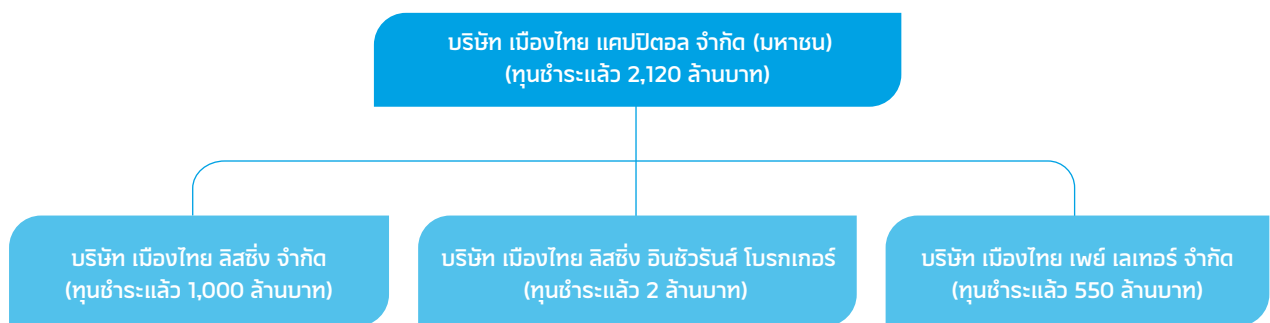 บริษัท เมืองไทย แคปปิตอล จำกัด (มหาชน)
(ทุนชำระแล้ว 2,120 ล้านบาท)
บริษัท เมืองไทย ลิสซิ่ง จำกัด
(ทุนชำระแล้ว 1,000 ล้านบาท)
บริษัท เมืองไทย ลิสซิ่ง อินชัวรันส์ โบรกเกอร์
(ทุนชำระแล้ว 2 ล้านบาท)
บริษัท เมืองไทย เพย์ เลเทอร์ จำกัด
(ทุนชำระแล้ว 550 ล้านบาท)